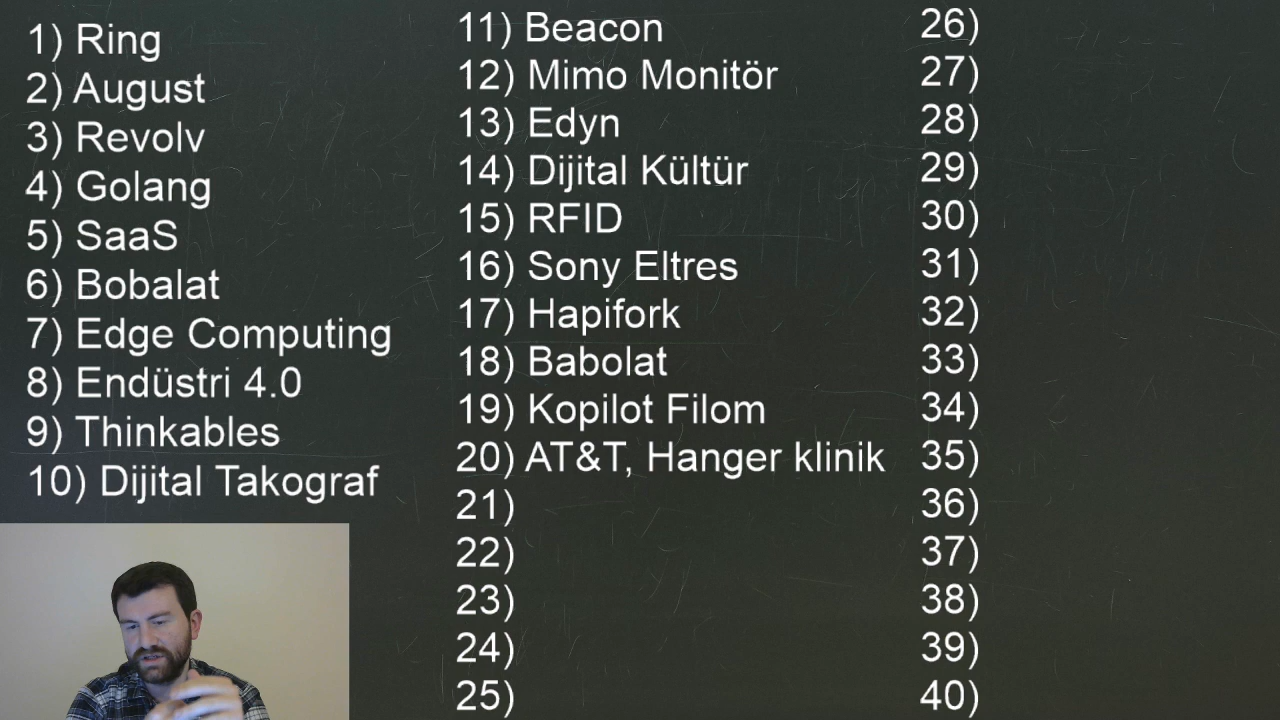 1) Ring
2) August
3) Revolv
4) Golang
5) SaaS
6) Bobalat
7) Edge Computing
8) Endüstri 4.0
9) Thinkables
10) Dijital Takograf
11) Beacon
12) Mimo Monitör
13) Edyn
14) Dijital Kültür
15) RFID
16) Sony Eltres
17) Hapifork
18) Babolat
19) Kopilot Filom
20) AT&T, Hanger klinik
21)
22)
23)
24)
25)
26)
27)
28)
29)
30)
31)
32)
33)
34)
35)
36)
37)
38)
39)
40)